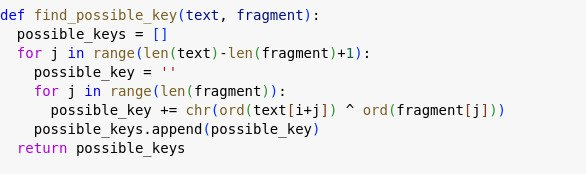 def find_possible_key(text, fragment):
  possible_keys = []
  for j in range(len(text)-len(fragment)+1):
    possible_key = ''
    for j in range(len(fragment)):
      possible_key += chr(ord(text[i+j]) ^ ord(fragment[j]))
    possible_keys.append(possible_key)
  return possible_keys